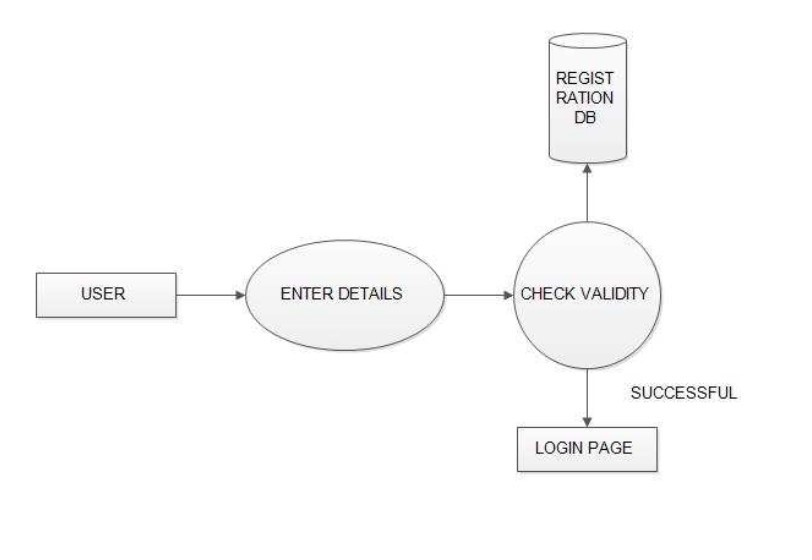 REGIST
RATION
DB
USER
ENTER DETAILS
CHECK VALIDITY
SUCCESSFUL
LOGIN PAGE